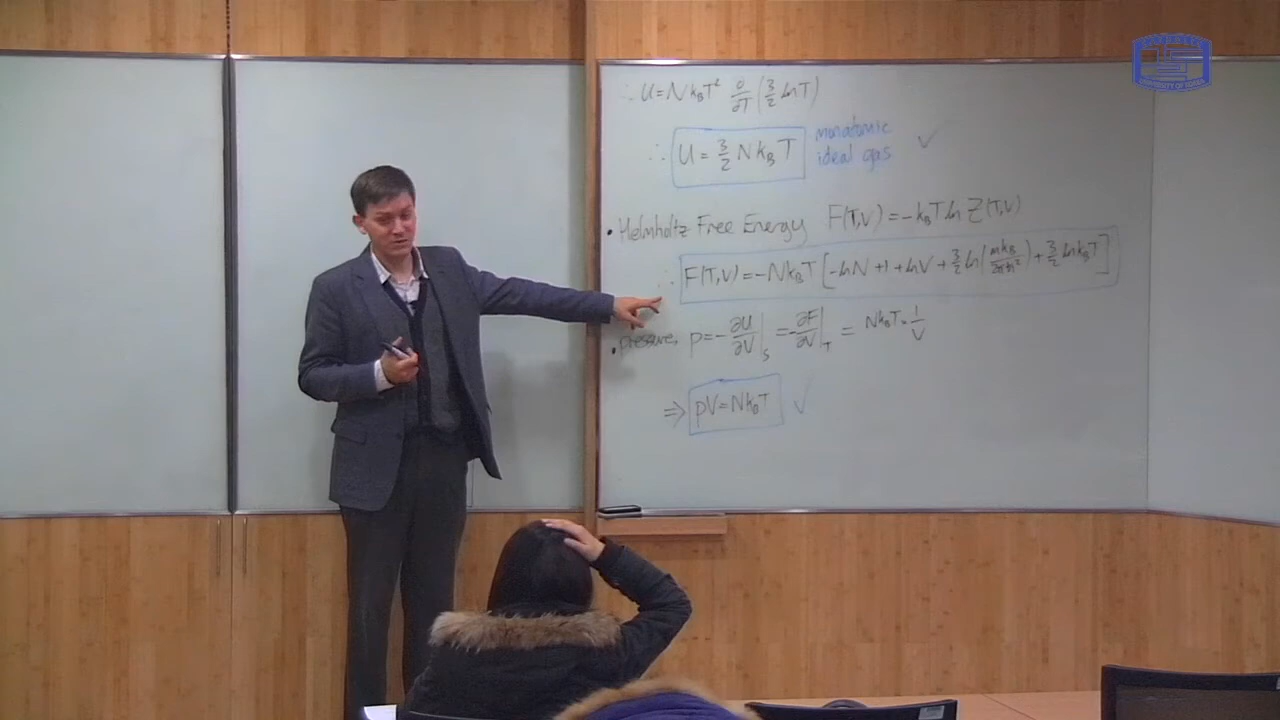 ∴ U = N k_B T² ∂/∂T (3/2 ln T)
∴ U = 3/2 N k_B T
monatomic
ideal gas ✓
• Helmholtz Free Energy F(T,V) = -k_B T ln Z(T,V)
∴ F(T,V) = -N k_B T [-ln N + 1 + ln V + 3/2 ln (m k_B / 2πħ²) + 3/2 ln k_B T]
• pressure, p = -∂U/∂V|_S = -∂F/∂V|_T = N k_B T · 1/V
⇒ pV = N k_B T ✓